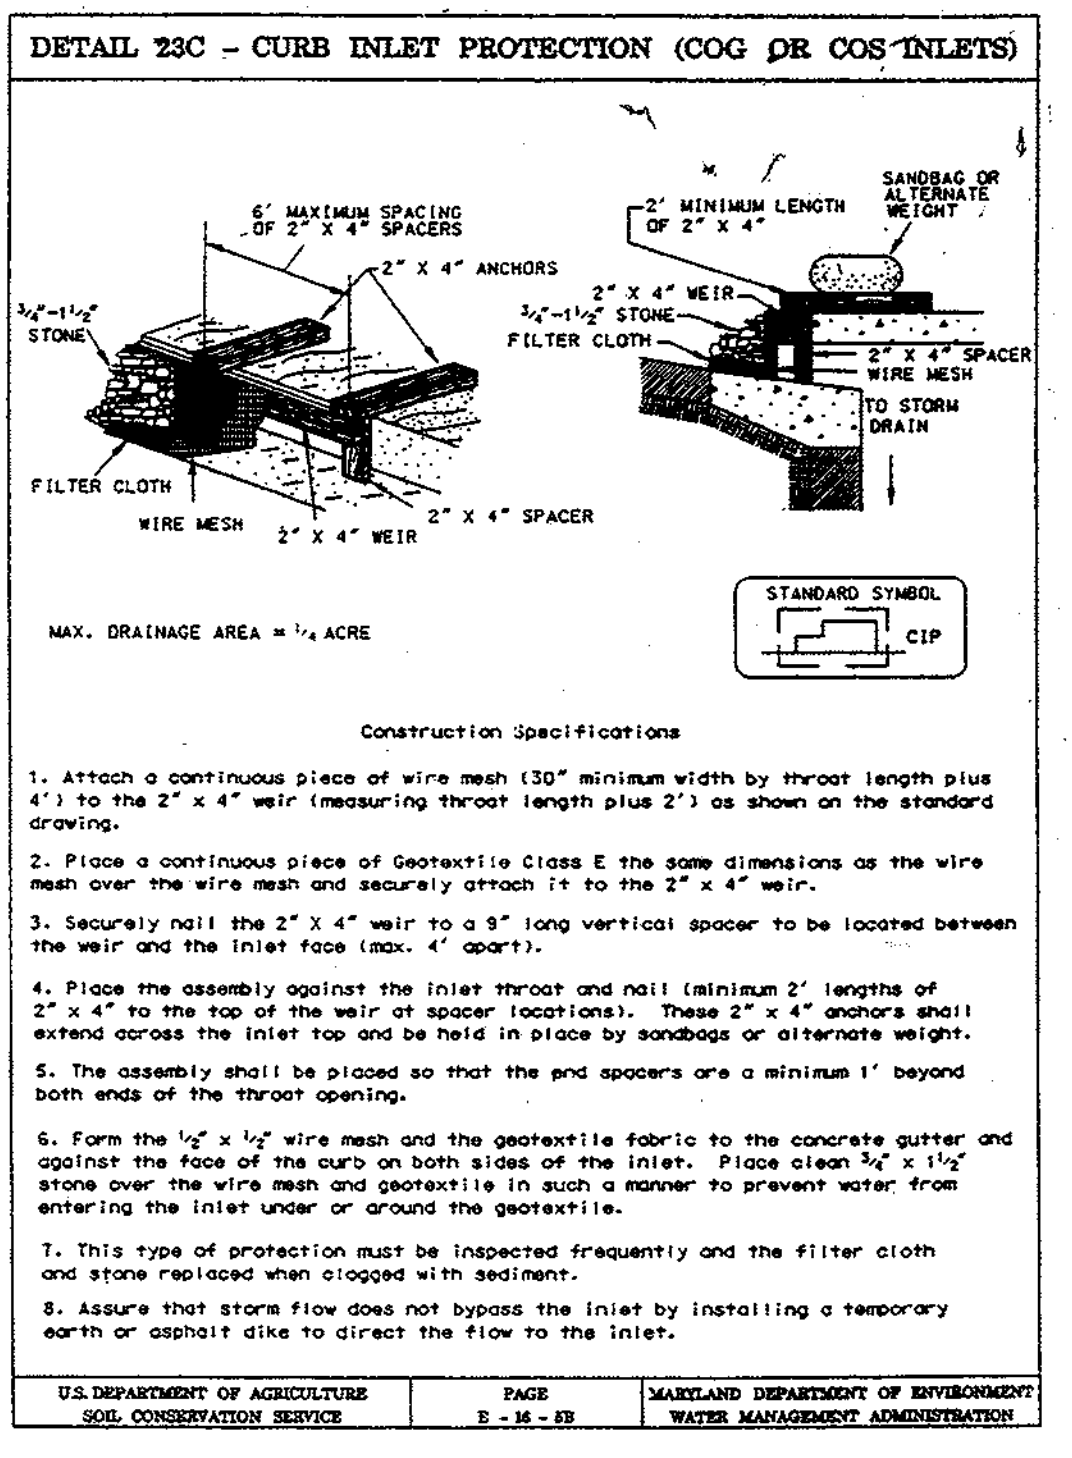 DETAIL 23C - CURB INLET PROTECTION (COG OR COS INLETS)
6' MAXIMUM SPACING
OF 2" X 4" SPACERS
2" X 4" ANCHORS
3/4"-1 1/2"
STONE
FILTER CLOTH
WIRE MESH
2" X 4" WEIR
2" X 4" SPACER
SANDBAG OR
ALTERNATE
WEIGHT
2' MINIMUM LENGTH
OF 2" X 4"
2" X 4" WEIR
3/4"-1 1/2" STONE
FILTER CLOTH
2" X 4" SPACER
WIRE MESH
TO STORM
DRAIN
STANDARD SYMBOL
CIP
MAX. DRAINAGE AREA = 1/4 ACRE
Construction Specifications
1. Attach a continuous piece of wire mesh (30" minimum width by throat length plus
4') to the 2" x 4" weir (measuring throat length plus 2') as shown on the standard
drawing.
2. Place a continuous piece of Geotextile Class E the same dimensions as the wire
mesh over the wire mesh and securely attach it to the 2" x 4" weir.
3. Securely nail the 2" X 4" weir to a 9" long vertical spacer to be located between
the weir and the inlet face (max. 4' apart).
4. Place the assembly against the inlet throat and nail (minimum 2' lengths of
2" x 4" to the top of the weir at spacer locations). These 2" x 4" anchors shall
extend across the inlet top and be held in place by sandbags or alternate weight.
5. The assembly shall be placed so that the end spacers are a minimum 1' beyond
both ends of the throat opening.
6. Form the 1/2" x 1/2" wire mesh and the geotextile fabric to the concrete gutter and
against the face of the curb on both sides of the inlet. Place clean 3/4" x 1 1/2"
stone over the wire mesh and geotextile in such a manner to prevent water from
entering the inlet under or around the geotextile.
7. This type of protection must be inspected frequently and the filter cloth
and stone replaced when clogged with sediment.
8. Assure that storm flow does not bypass the inlet by installing a temporary
earth or asphalt dike to direct the flow to the inlet.
U.S. DEPARTMENT OF AGRICULTURE
SOIL CONSERVATION SERVICE
PAGE
E - 16 - 5B
MARYLAND DEPARTMENT OF ENVIRONMENT
WATER MANAGEMENT ADMINISTRATION